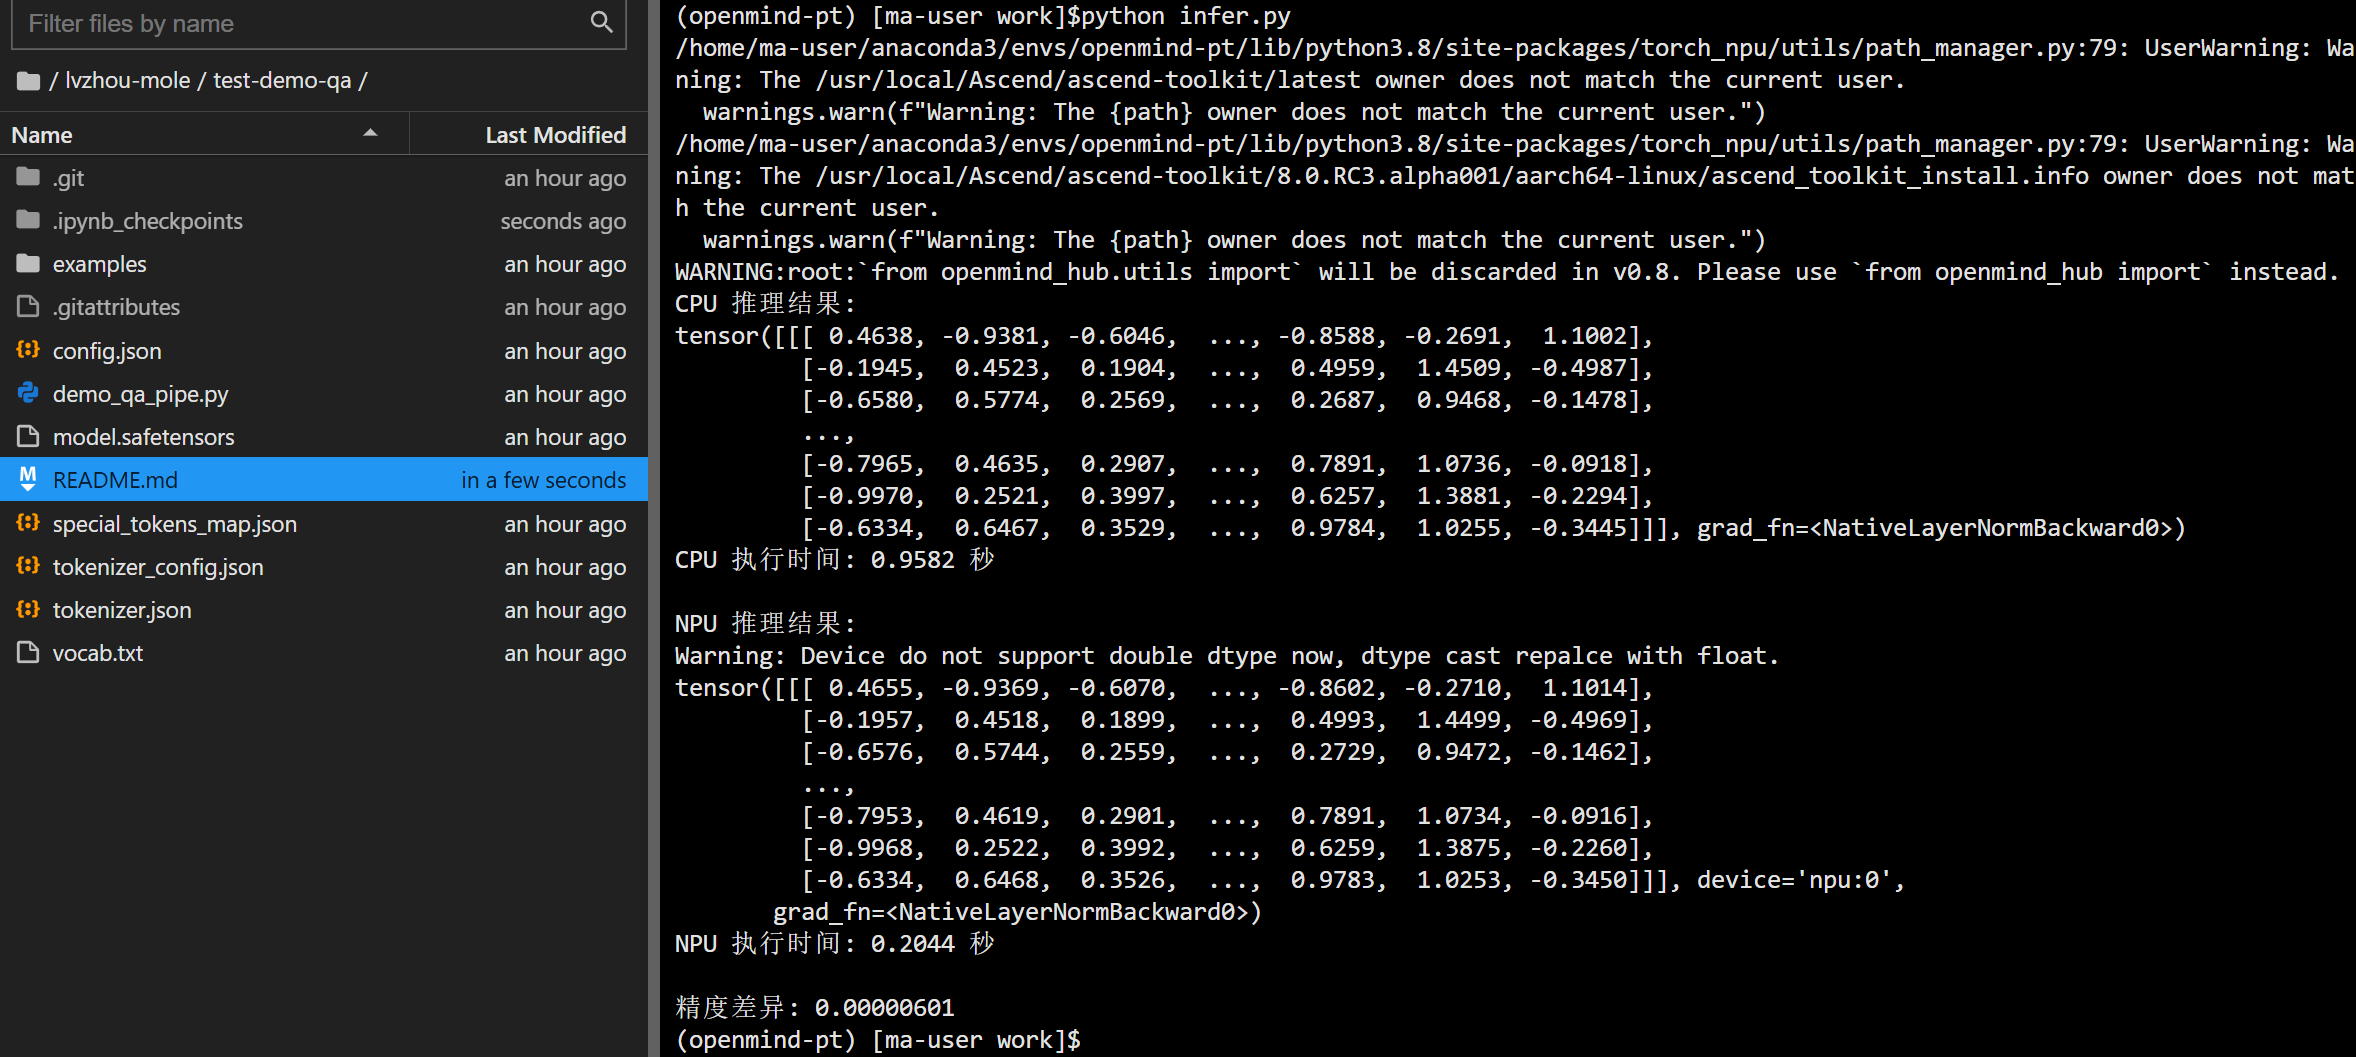 Filter files by name
/ lvzhou-mole / test-demo-qa /
Name Last Modified
.git an hour ago
.ipynb_checkpoints seconds ago
examples an hour ago
.gitattributes an hour ago
config.json an hour ago
demo_qa_pipe.py an hour ago
model.safetensors an hour ago
README.md in a few seconds
special_tokens_map.json an hour ago
tokenizer_config.json an hour ago
tokenizer.json an hour ago
vocab.txt an hour ago
(openmind-pt) [ma-user work]$python infer.py
/home/ma-user/anaconda3/envs/openmind-pt/lib/python3.8/site-packages/torch_npu/utils/path_manager.py:79: UserWarning: Wa
ning: The /usr/local/Ascend/ascend-toolkit/latest owner does not match the current user.
  warnings.warn(f"Warning: The {path} owner does not match the current user.")
/home/ma-user/anaconda3/envs/openmind-pt/lib/python3.8/site-packages/torch_npu/utils/path_manager.py:79: UserWarning: Wa
ning: The /usr/local/Ascend/ascend-toolkit/8.0.RC3.alpha001/aarch64-linux/ascend_toolkit_install.info owner does not mat
h the current user.
  warnings.warn(f"Warning: The {path} owner does not match the current user.")
WARNING:root:`from openmind_hub.utils import` will be discarded in v0.8. Please use `from openmind_hub import` instead.
CPU 推理结果:
tensor([[[ 0.4638, -0.9381, -0.6046,  ..., -0.8588, -0.2691,  1.1002],
         [-0.1945,  0.4523,  0.1904,  ...,  0.4959,  1.4509, -0.4987],
         [-0.6580,  0.5774,  0.2569,  ...,  0.2687,  0.9468, -0.1478],
         ...,
         [-0.7965,  0.4635,  0.2907,  ...,  0.7891,  1.0736, -0.0918],
         [-0.9970,  0.2521,  0.3997,  ...,  0.6257,  1.3881, -0.2294],
         [-0.6334,  0.6467,  0.3529,  ...,  0.9784,  1.0255, -0.3445]]], grad_fn=<NativeLayerNormBackward0>)
CPU 执行时间: 0.9582 秒
NPU 推理结果:
Warning: Device do not support double dtype now, dtype cast repalce with float.
tensor([[[ 0.4655, -0.9369, -0.6070,  ..., -0.8602, -0.2710,  1.1014],
         [-0.1957,  0.4518,  0.1899,  ...,  0.4993,  1.4499, -0.4969],
         [-0.6576,  0.5744,  0.2559,  ...,  0.2729,  0.9472, -0.1462],
         ...,
         [-0.7953,  0.4619,  0.2901,  ...,  0.7891,  1.0734, -0.0916],
         [-0.9968,  0.2522,  0.3992,  ...,  0.6259,  1.3875, -0.2260],
         [-0.6334,  0.6468,  0.3526,  ...,  0.9783,  1.0253, -0.3450]]], device='npu:0',
       grad_fn=<NativeLayerNormBackward0>)
NPU 执行时间: 0.2044 秒
精度差异: 0.00000601
(openmind-pt) [ma-user work]$